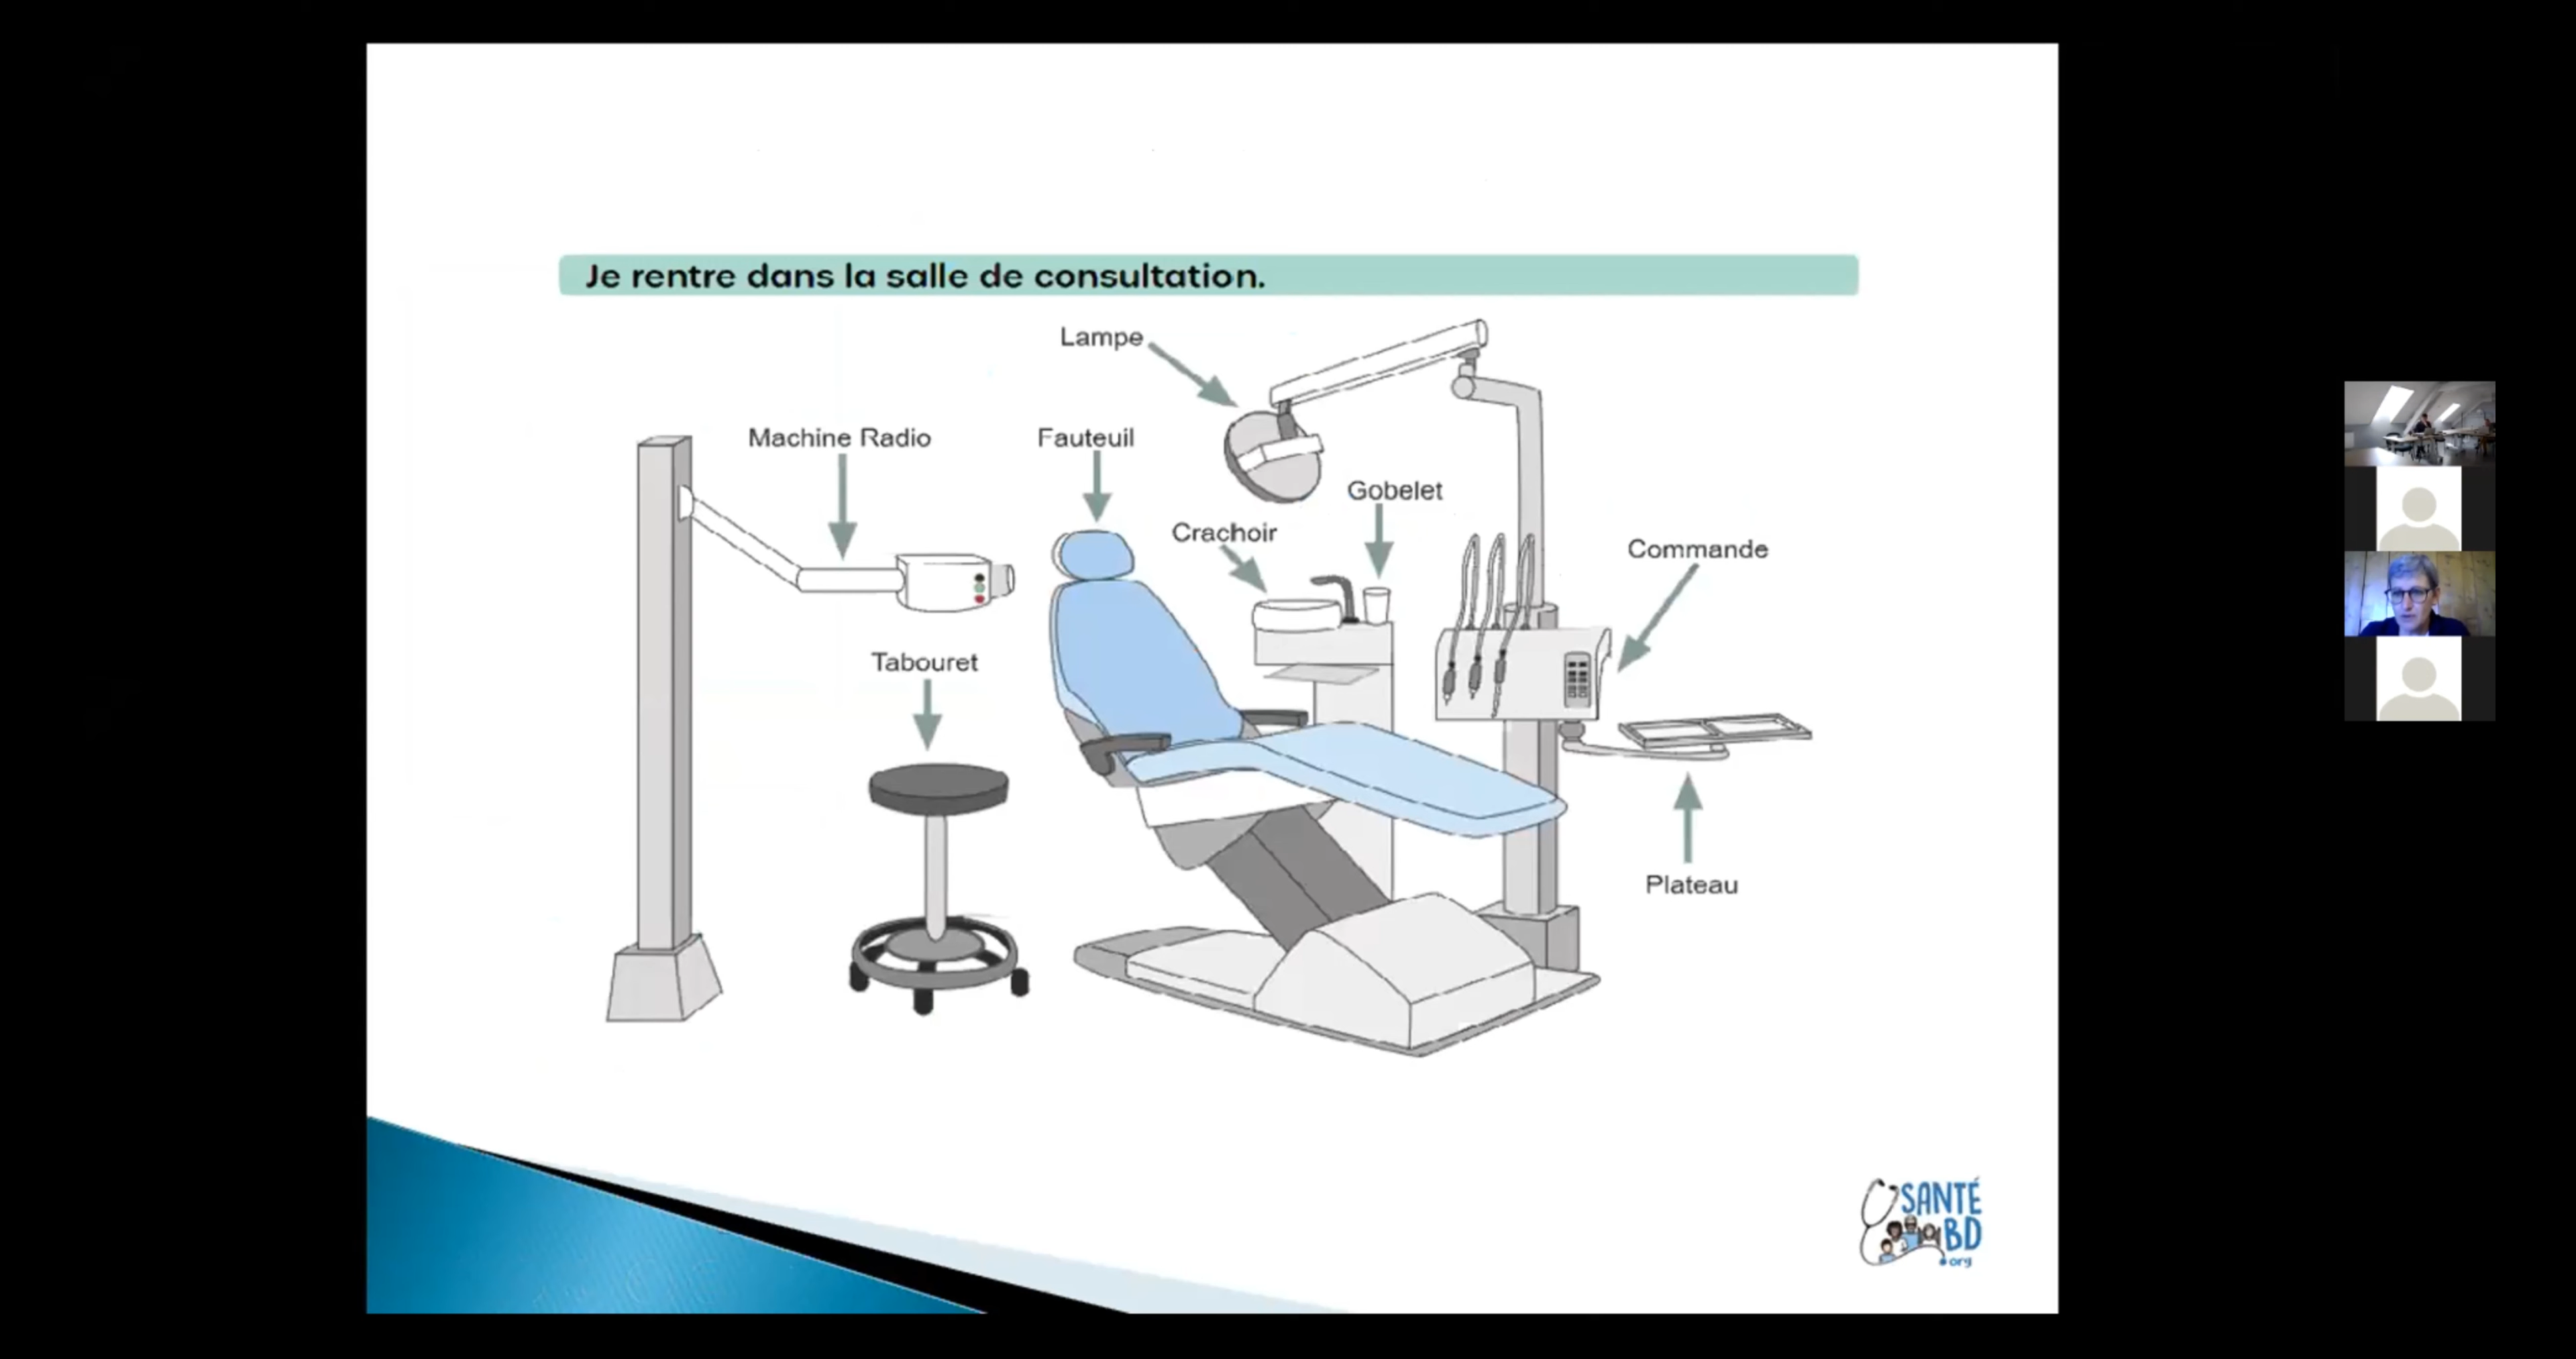 Je rentre dans la salle de consultation.
Lampe
Machine Radio
Fauteuil
Gobelet
Crachoir
Commande
Tabouret
Plateau
SANTÉ
BD
.org